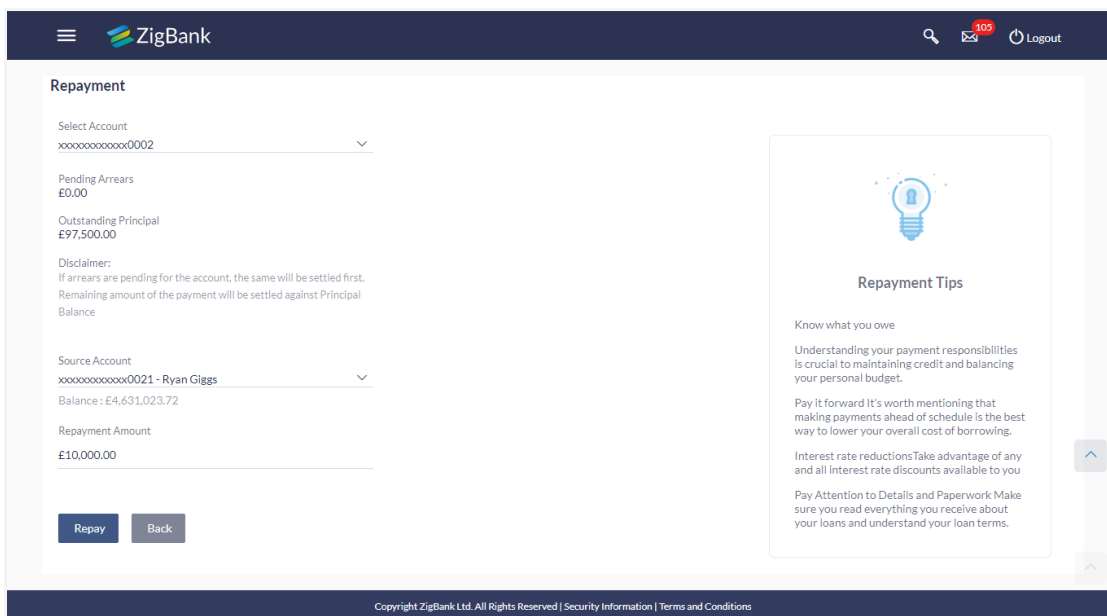 ZigBank
105
Logout
Repayment
Select Account
xxxxxxxxxxxx0002
Pending Arrears
£0.00
Outstanding Principal
£97,500.00
Disclaimer:
If arrears are pending for the account, the same will be settled first.
Remaining amount of the payment will be settled against Principal
Balance
Source Account
xxxxxxxxxxxx0021 - Ryan Giggs
Balance : £4,631,023.72
Repayment Amount
£10,000.00
Repay
Back
Repayment Tips
Know what you owe
Understanding your payment responsibilities
is crucial to maintaining credit and balancing
your personal budget.
Pay it forward It's worth mentioning that
making payments ahead of schedule is the best
way to lower your overall cost of borrowing.
Interest rate reductionsTake advantage of any
and all interest rate discounts available to you
Pay Attention to Details and Paperwork Make
sure you read everything you receive about
your loans and understand your loan terms.
Copyright ZigBank Ltd. All Rights Reserved | Security Information | Terms and Conditions